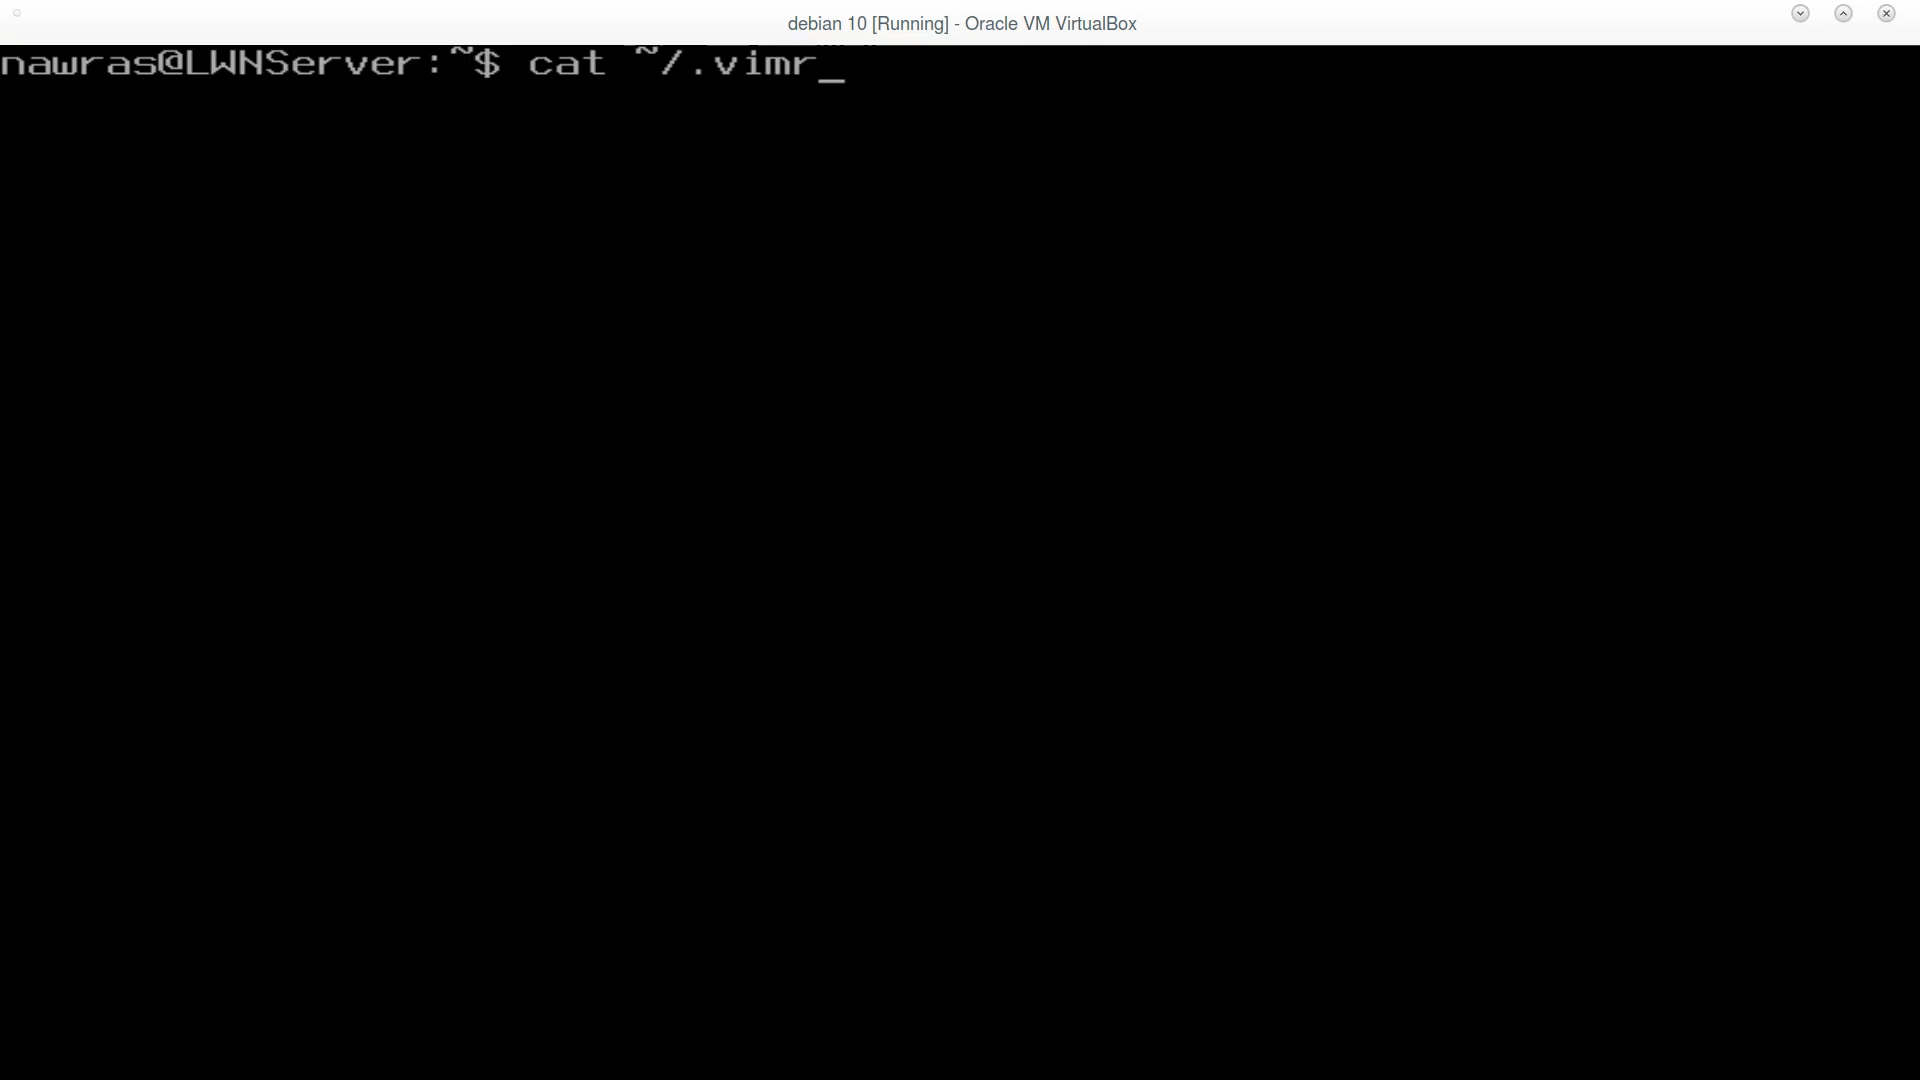 debian 10 [Running] - Oracle VM VirtualBox
nawras@LWNServer:~$ cat ~/.vimr_